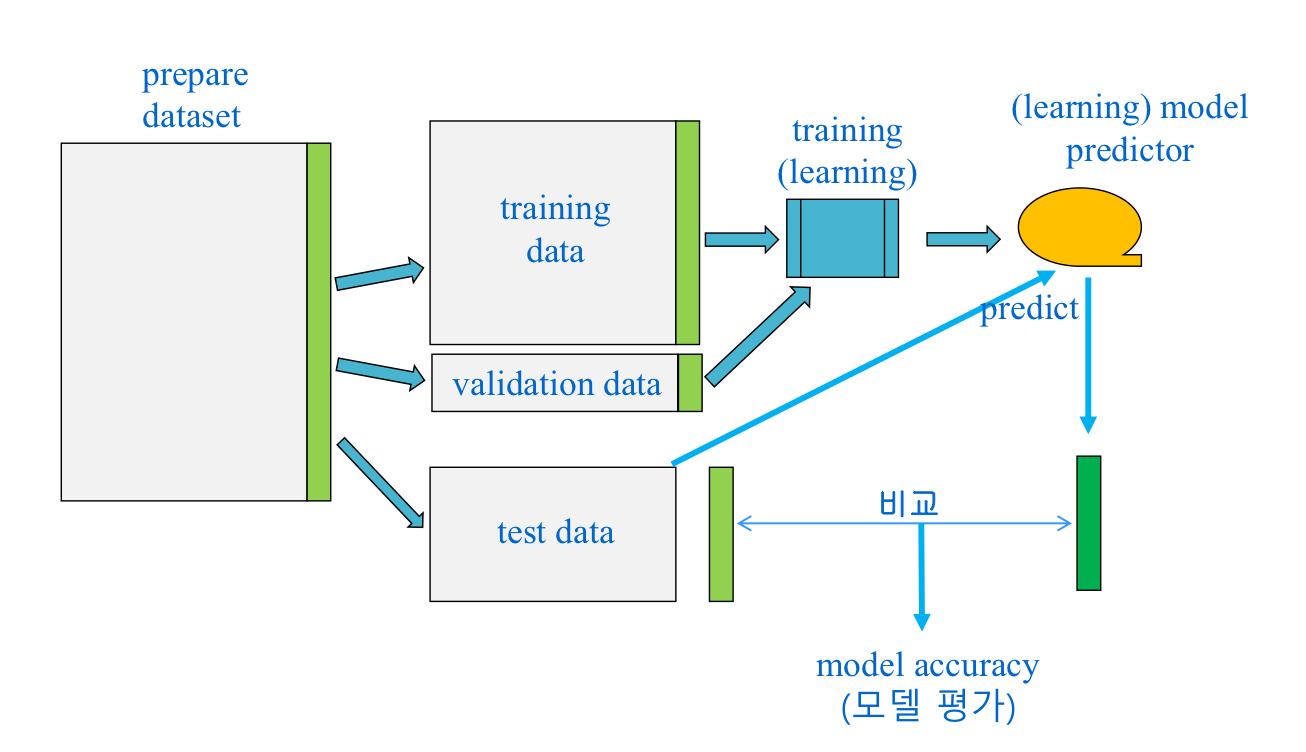 prepare
dataset
training
data
validation data
test data
training
(learning)
(learning) model
predictor
predict
비교
model accuracy
(모델 평가)